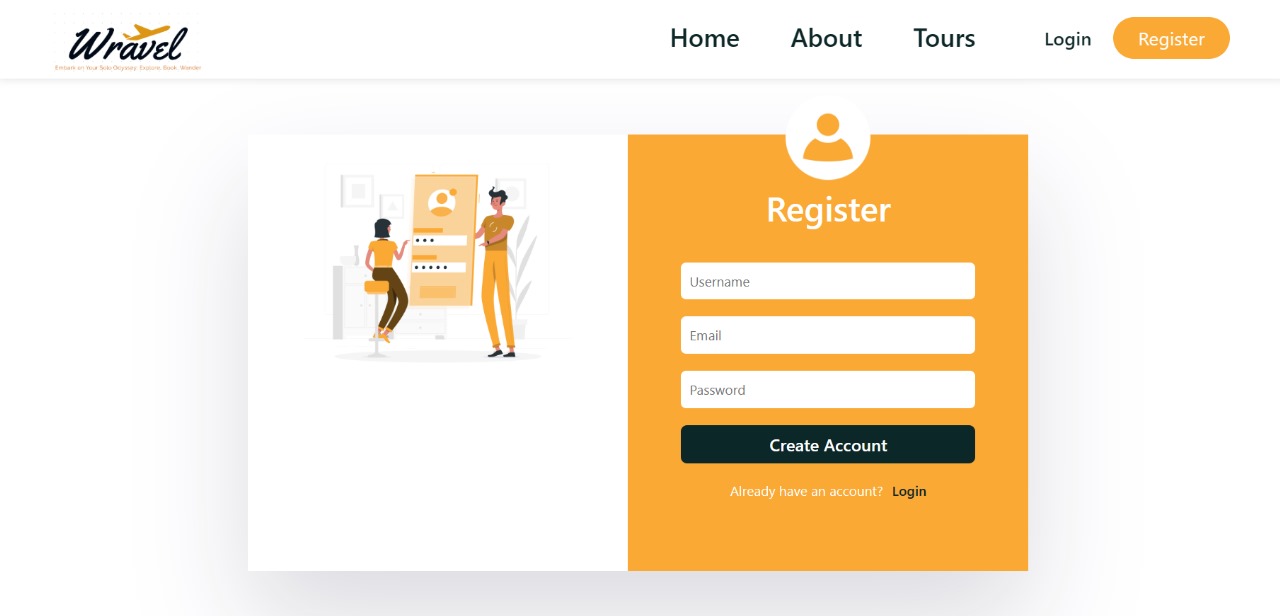 Wravel
Embark on Your Solo Odyssey: Explore, Book, Wander
Home
About
Tours
Login
Register
Register
Username
Email
Password
Create Account
Already have an account? Login